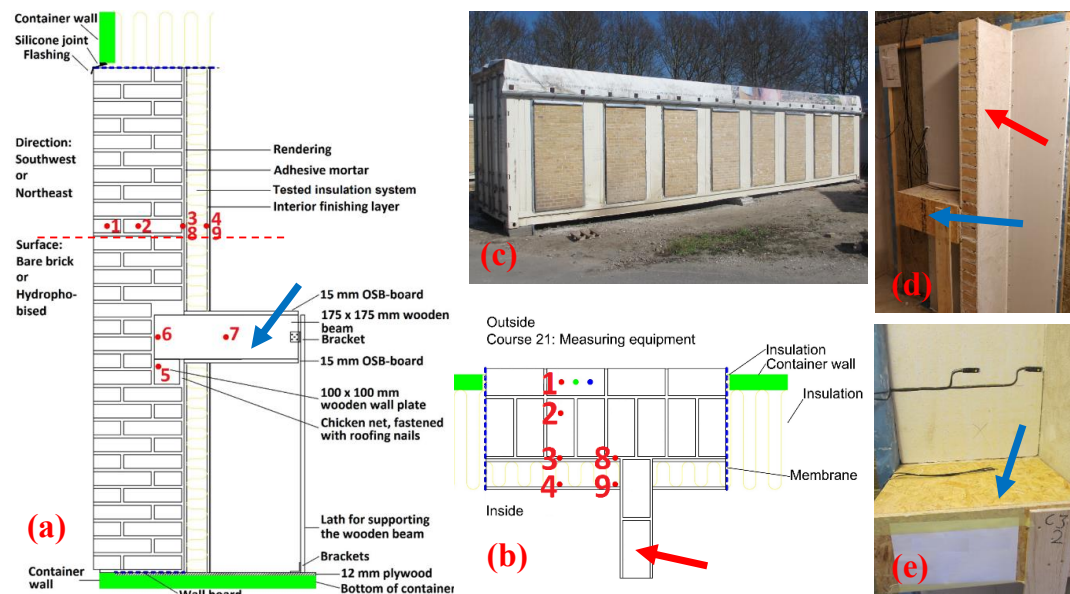 Container wall
Silicone joint
Flashing
Direction:
Southwest
or
Northeast
Surface:
Bare brick
or
Hydropho-
bised
Rendering
Adhesive mortar
Tested insulation system
Interior finishing layer
1
2
3
8
4
9
15 mm OSB-board
175 x 175 mm wooden
beam
Bracket
15 mm OSB-board
6
7
5
100 x 100 mm
wooden wall plate
Chicken net, fastened
with roofing nails
(a)
Lath for supporting
the wooden beam
Brackets
12 mm plywood
Bottom of container
Container
wall
Wall board
(c)
Outside
Course 21: Measuring equipment
Insulation
Container wall
Insulation
Membrane
1
2
3
8
4
9
Inside
(b)
(d)
C3
2
(e)